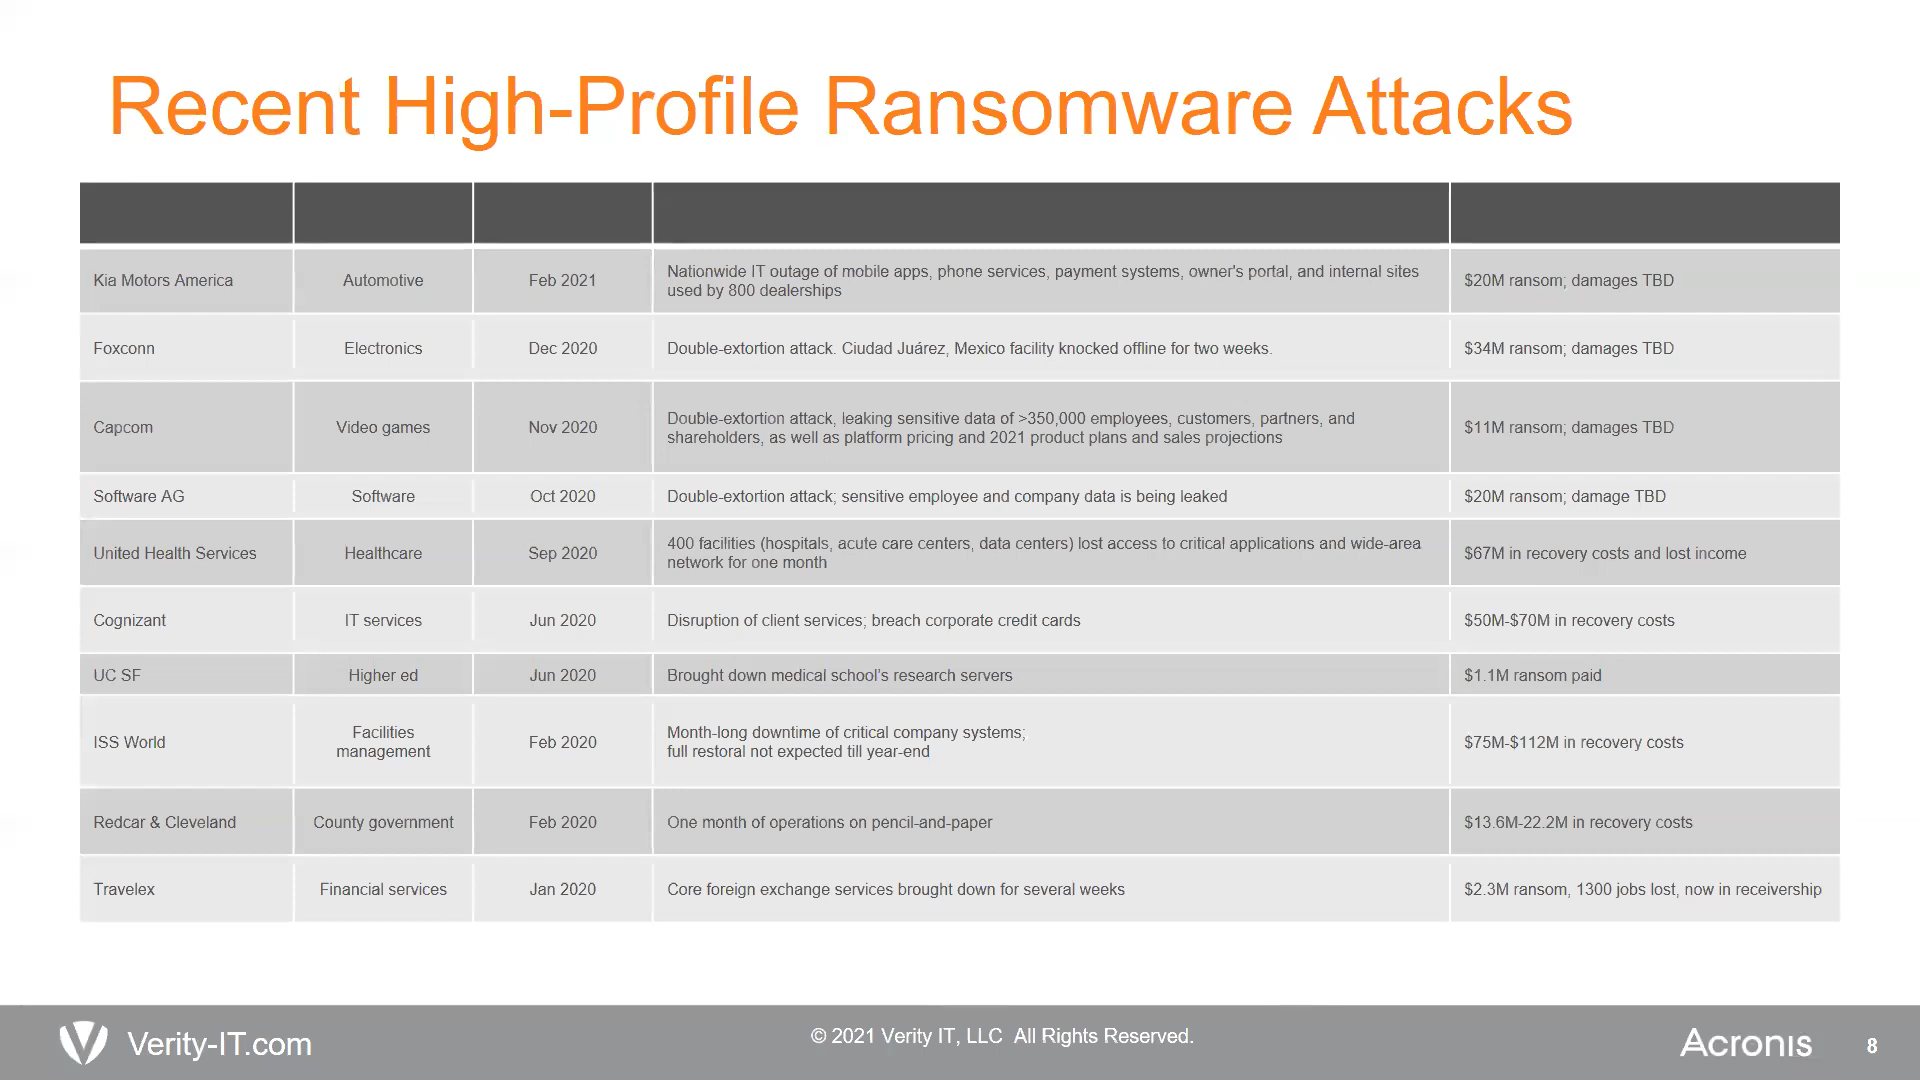 Recent High-Profile Ransomware Attacks
Kia Motors America
Automotive
Feb 2021
Nationwide IT outage of mobile apps, phone services, payment systems, owner's portal, and internal sites
used by 800 dealerships
$20M ransom; damages TBD
Foxconn
Electronics
Dec 2020
Double-extortion attack. Ciudad Juárez, Mexico facility knocked offline for two weeks.
$34M ransom; damages TBD
Capcom
Video games
Nov 2020
Double-extortion attack, leaking sensitive data of >350,000 employees, customers, partners, and
shareholders, as well as platform pricing and 2021 product plans and sales projections
$11M ransom; damages TBD
Software AG
Software
Oct 2020
Double-extortion attack; sensitive employee and company data is being leaked
$20M ransom; damage TBD
United Health Services
Healthcare
Sep 2020
400 facilities (hospitals, acute care centers, data centers) lost access to critical applications and wide-area
network for one month
$67M in recovery costs and lost income
Cognizant
IT services
Jun 2020
Disruption of client services; breach corporate credit cards
$50M-$70M in recovery costs
UC SF
Higher ed
Jun 2020
Brought down medical school's research servers
$1.1M ransom paid
ISS World
Facilities
management
Feb 2020
Month-long downtime of critical company systems;
full restoral not expected till year-end
$75M-$112M in recovery costs
Redcar & Cleveland
County government
Feb 2020
One month of operations on pencil-and-paper
$13.6M-22.2M in recovery costs
Travelex
Financial services
Jan 2020
Core foreign exchange services brought down for several weeks
$2.3M ransom, 1300 jobs lost, now in receivership
Verity-IT.com
© 2021 Verity IT, LLC All Rights Reserved.
Acronis
8